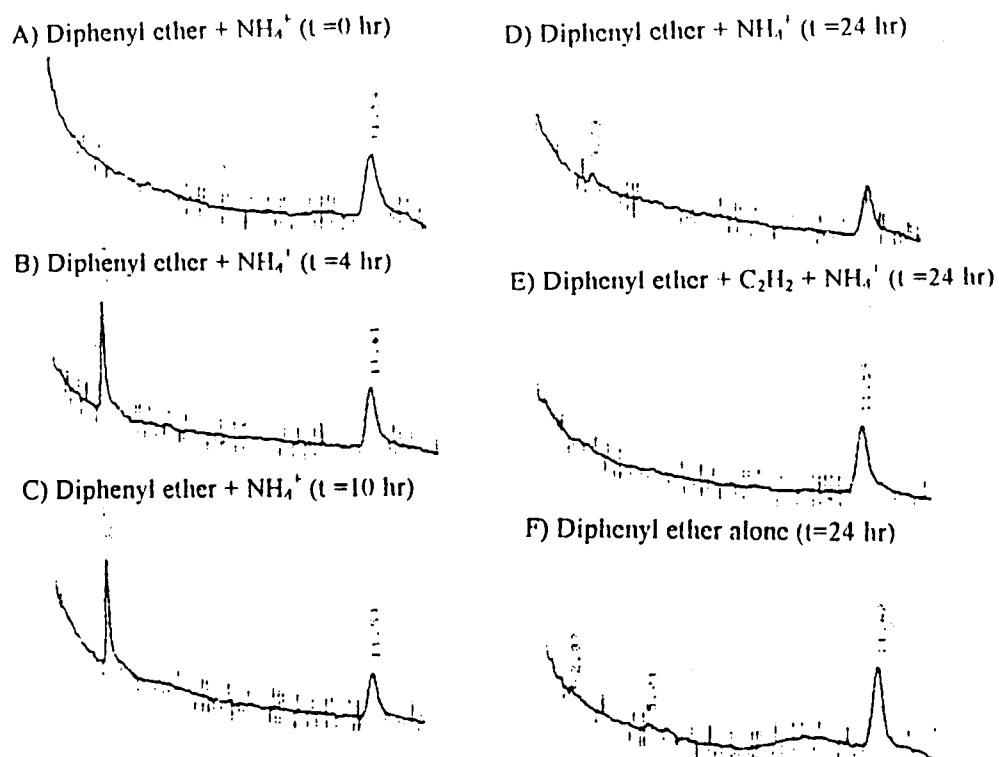 A) Diphenyl ether + NH₄⁺ (t =0 hr)
B) Diphenyl ether + NH₄⁺ (t =4 hr)
C) Diphenyl ether + NH₄⁺ (t =10 hr)
D) Diphenyl ether + NH₄⁺ (t =24 hr)
E) Diphenyl ether + C₂H₂ + NH₄⁺ (t =24 hr)
F) Diphenyl ether alone (t=24 hr)